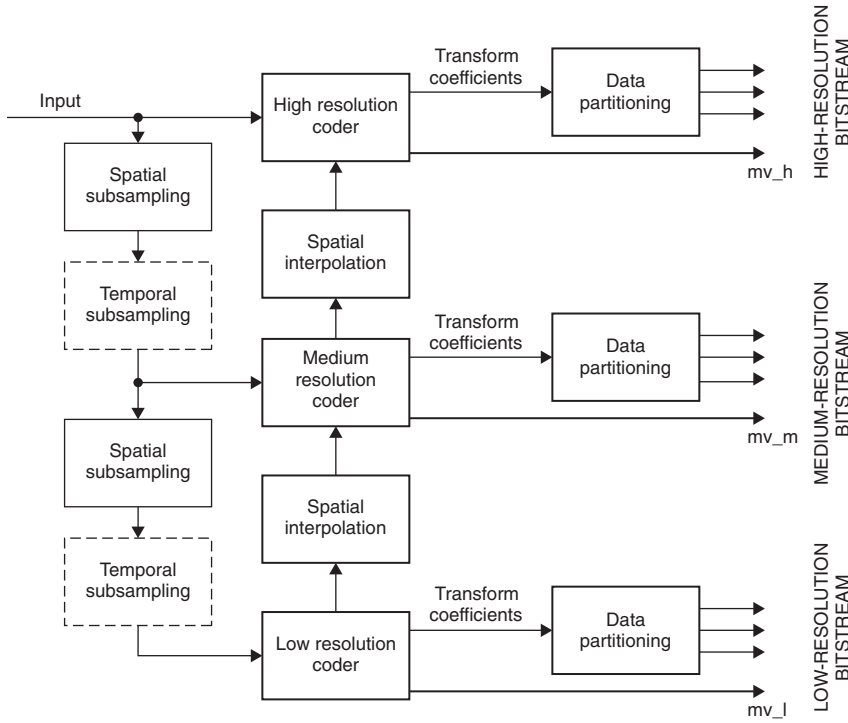 Input
High resolution
coder
Transform
coefficients
Data
partitioning
mv_h
HIGH-RESOLUTION
BITSTREAM
Spatial
subsampling
Temporal
subsampling
Spatial
interpolation
Medium
resolution
coder
Transform
coefficients
Data
partitioning
mv_m
MEDIUM-RESOLUTION
BITSTREAM
Spatial
subsampling
Temporal
subsampling
Spatial
interpolation
Low resolution
coder
Transform
coefficients
Data
partitioning
mv_l
LOW-RESOLUTION
BITSTREAM